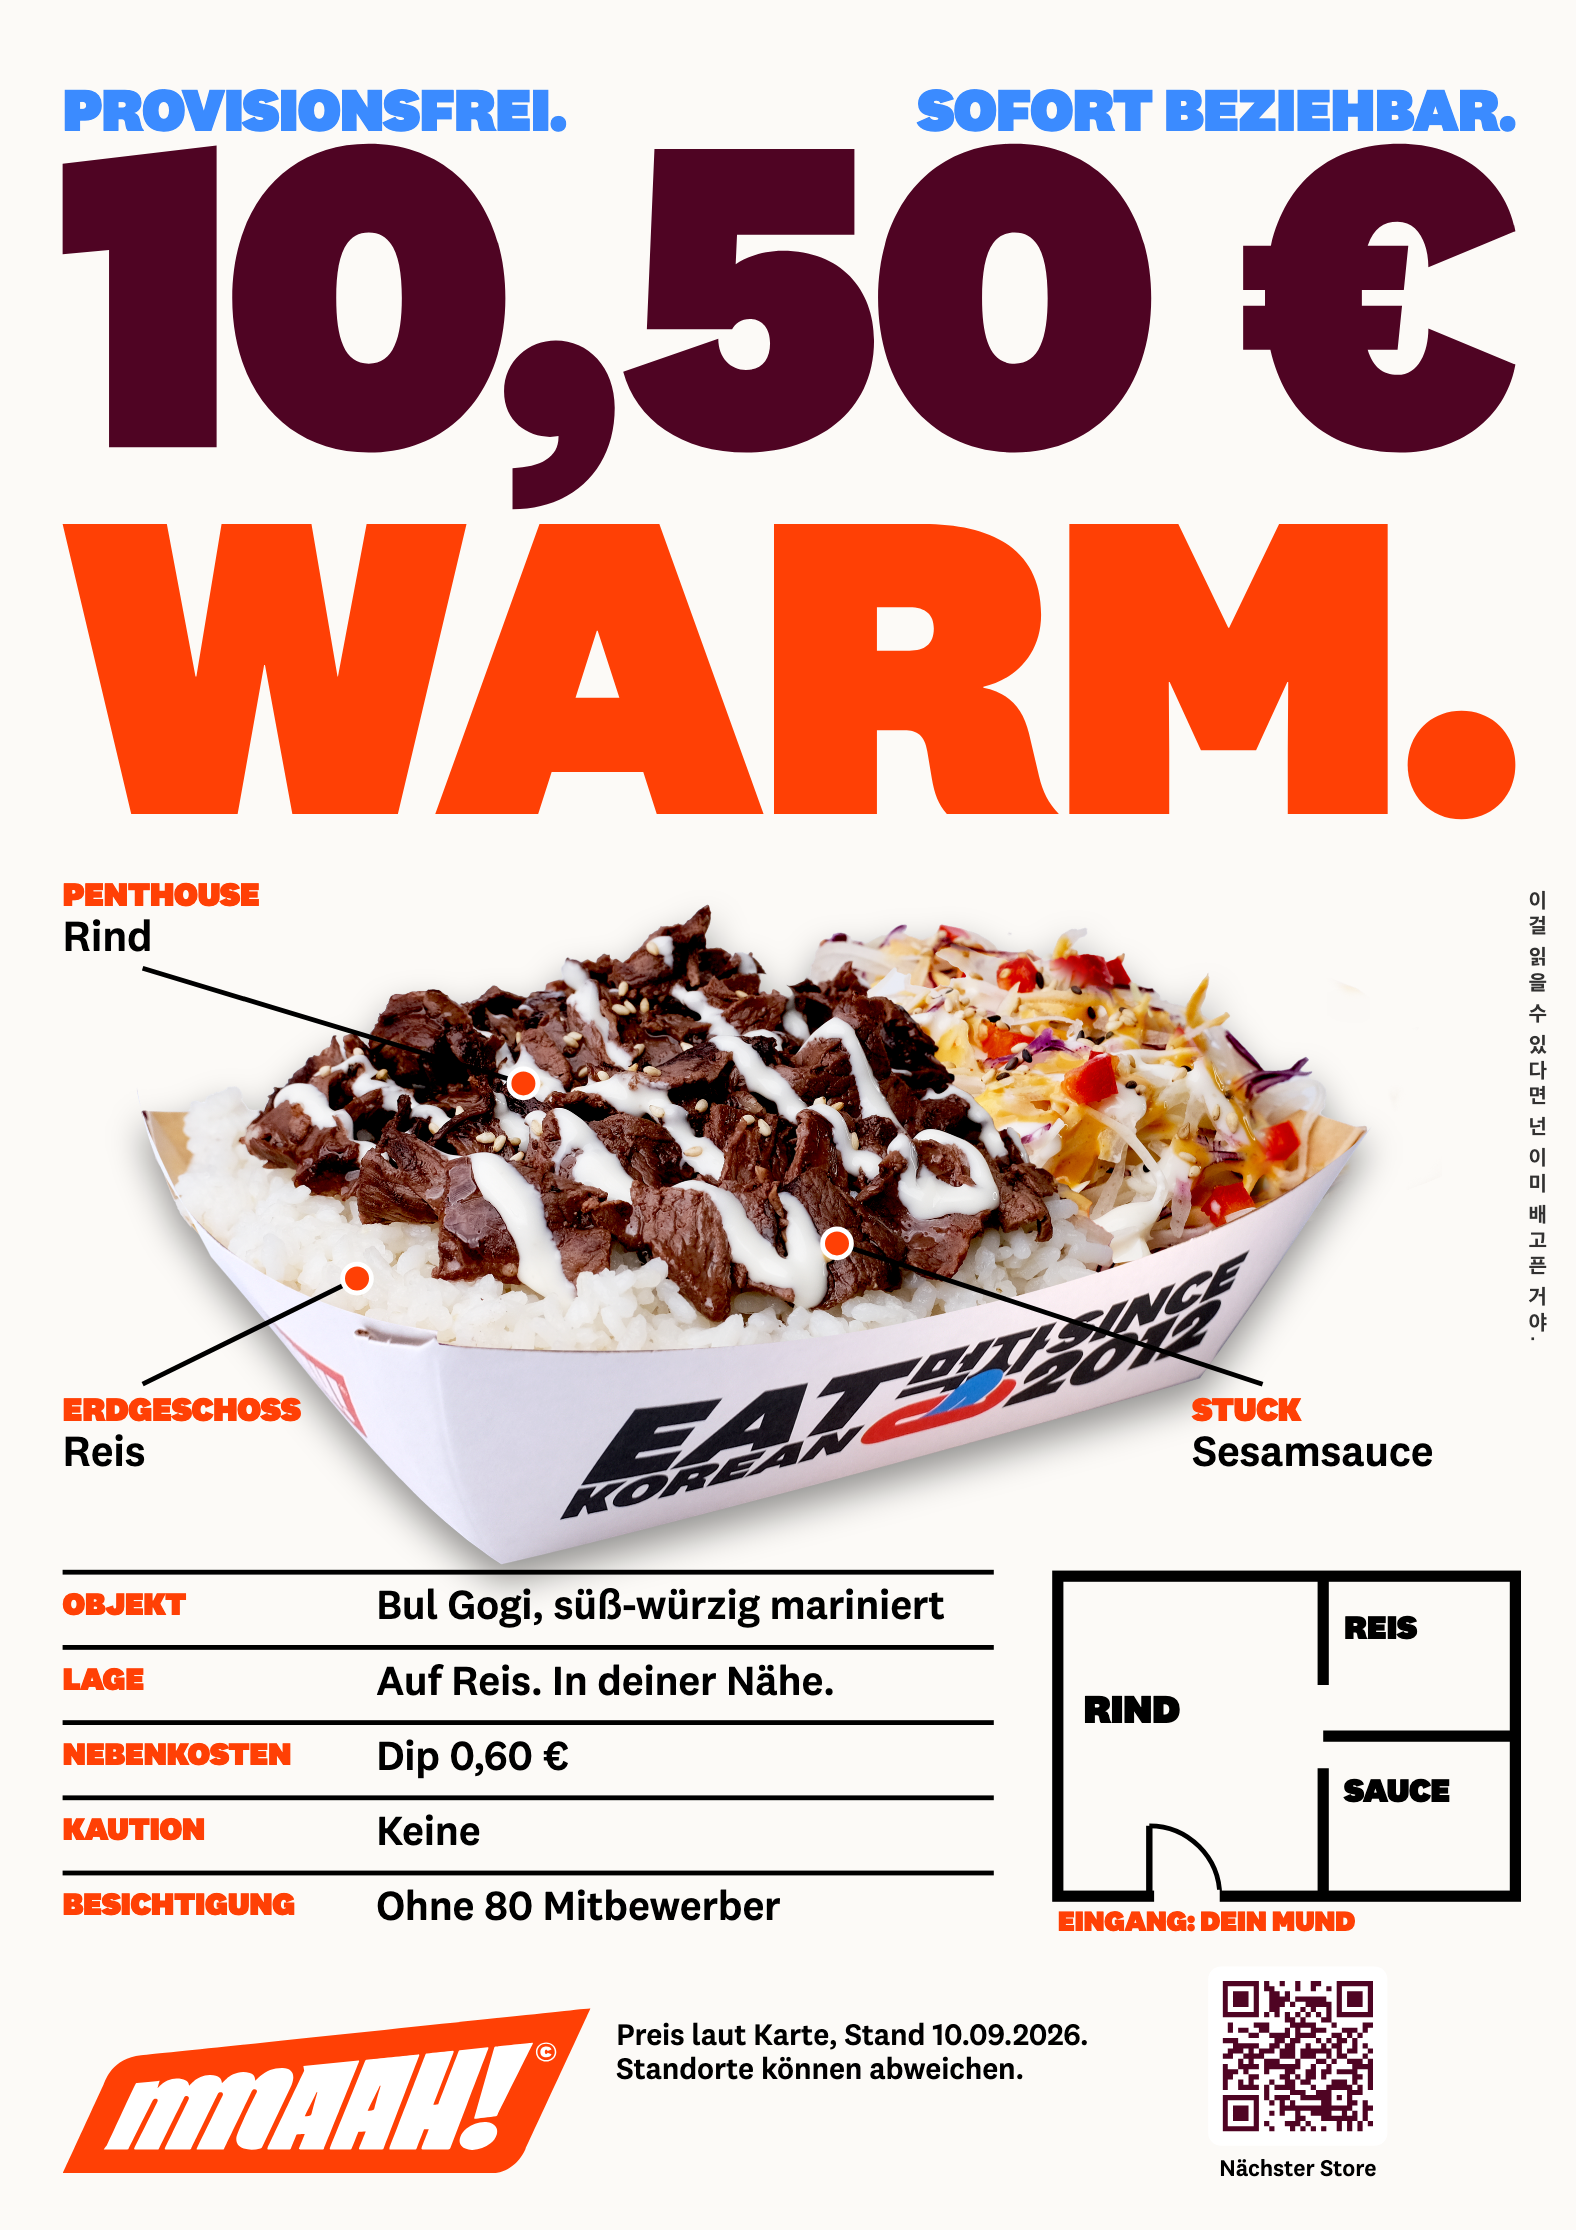 PROVISIONSFREI.
SOFORT BEZIEHBAR.
10,50 €
WARM.
PENTHOUSE
Rind
이걸 읽을 수 있다면 넌 이미 배고픈 거야.
EAT 먹자 SINCE
KOREAN 2012
ERDGESCHOSS
Reis
STUCK
Sesamsauce
OBJEKT Bul Gogi, süß-würzig mariniert
LAGE Auf Reis. In deiner Nähe.
NEBENKOSTEN Dip 0,60 €
KAUTION Keine
BESICHTIGUNG Ohne 80 Mitbewerber
REIS
RIND
SAUCE
EINGANG: DEIN MUND
mmAAH!©
Preis laut Karte, Stand 10.09.2026.
Standorte können abweichen.
Nächster Store